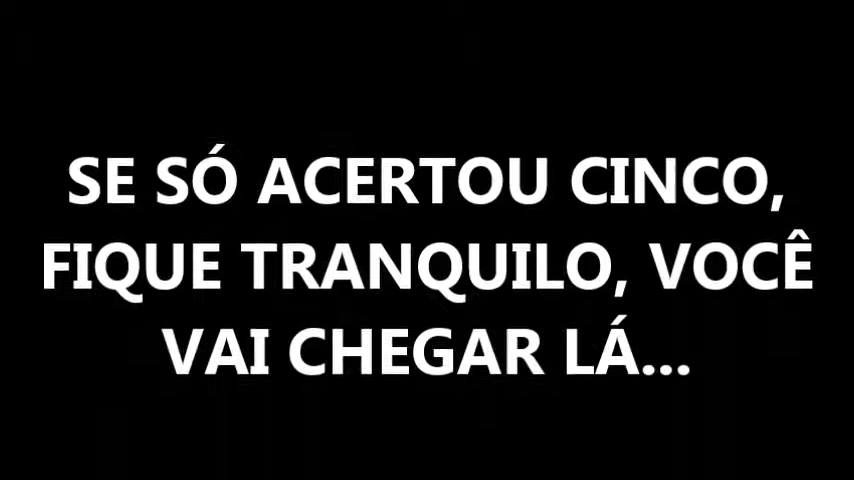 SE SÓ ACERTOU CINCO,
FIQUE TRANQUILO, VOCÊ
VAI CHEGAR LÁ...